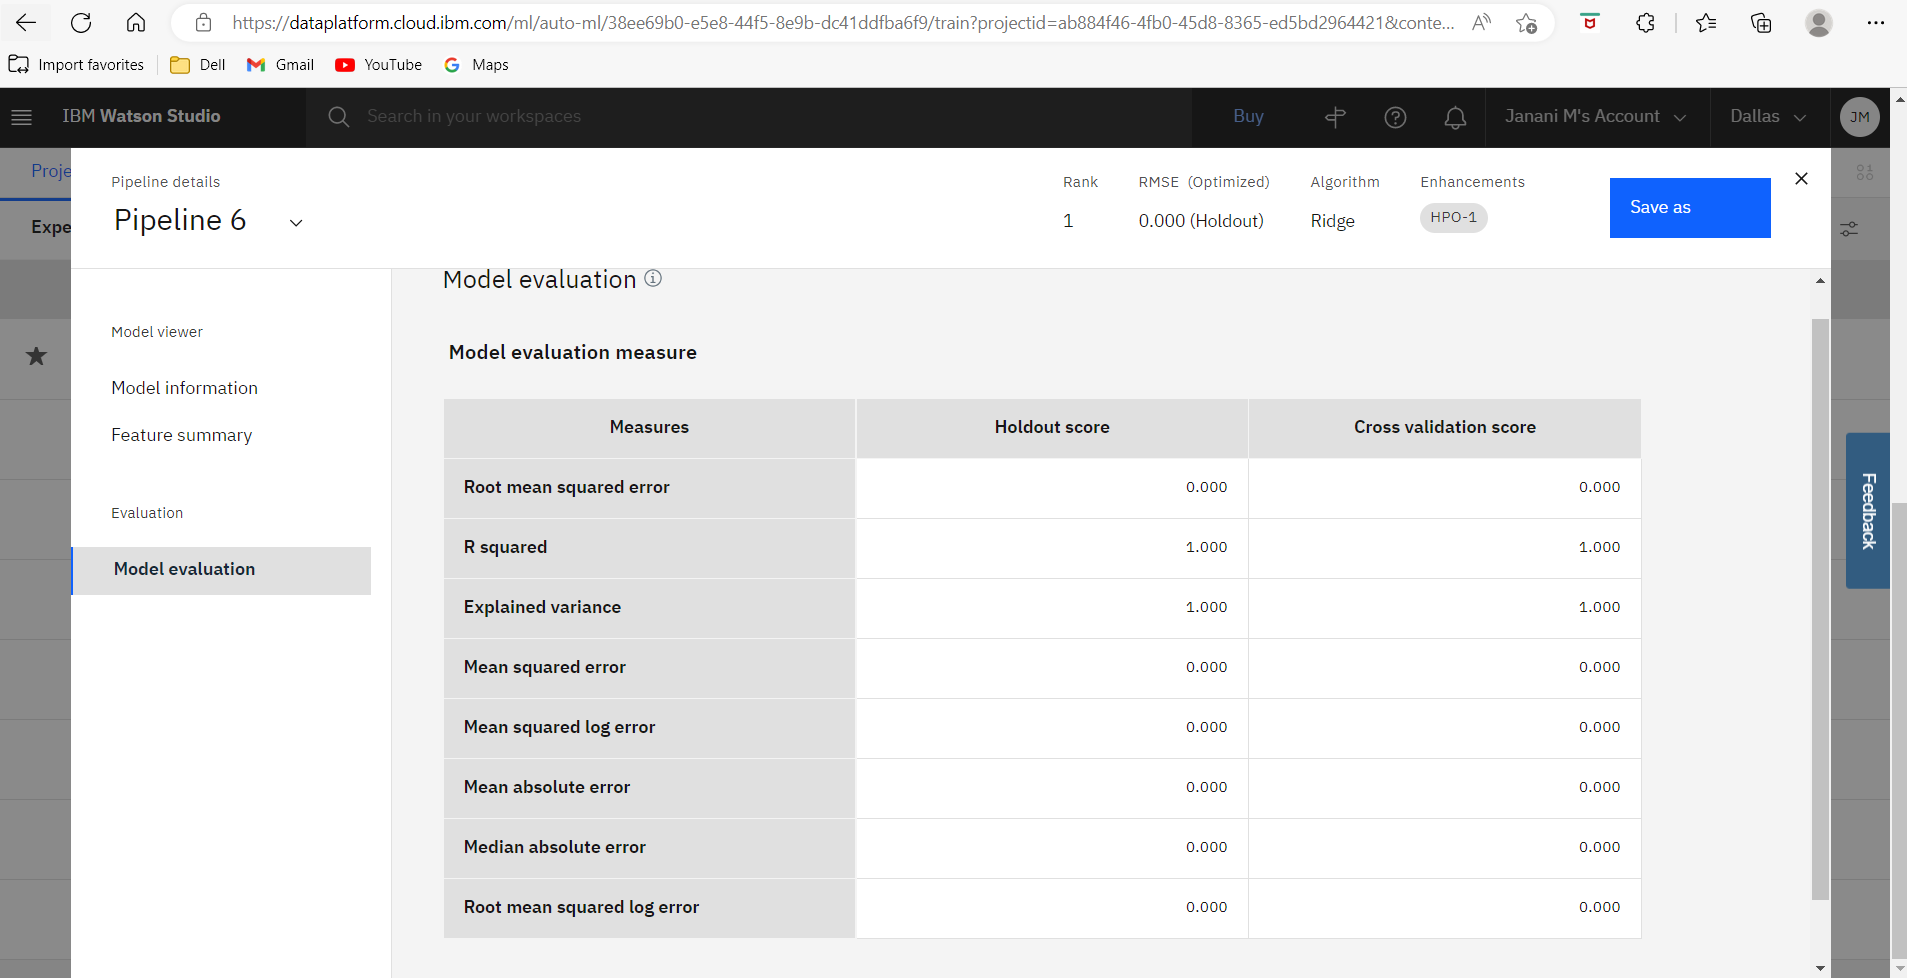 https://dataplatform.cloud.ibm.com/ml/auto-ml/38ee69b0-e5e8-44f5-8e9b-dc41ddfba6f9/train?projectid=ab884f46-4fb0-45d8-8365-ed5bd2964421&conte...
Import favorites Dell Gmail YouTube Maps
IBM Watson Studio Search in your workspaces Buy Janani M's Account Dallas JM
Proje
Expe
Pipeline details Rank RMSE (Optimized) Algorithm Enhancements
Pipeline 6 1 0.000 (Holdout) Ridge HPO-1 Save as
Model viewer
Model information
Feature summary
Evaluation
Model evaluation
Model evaluation
Model evaluation measure
Measures Holdout score Cross validation score
Root mean squared error 0.000 0.000
R squared 1.000 1.000
Explained variance 1.000 1.000
Mean squared error 0.000 0.000
Mean squared log error 0.000 0.000
Mean absolute error 0.000 0.000
Median absolute error 0.000 0.000
Root mean squared log error 0.000 0.000
Feedback